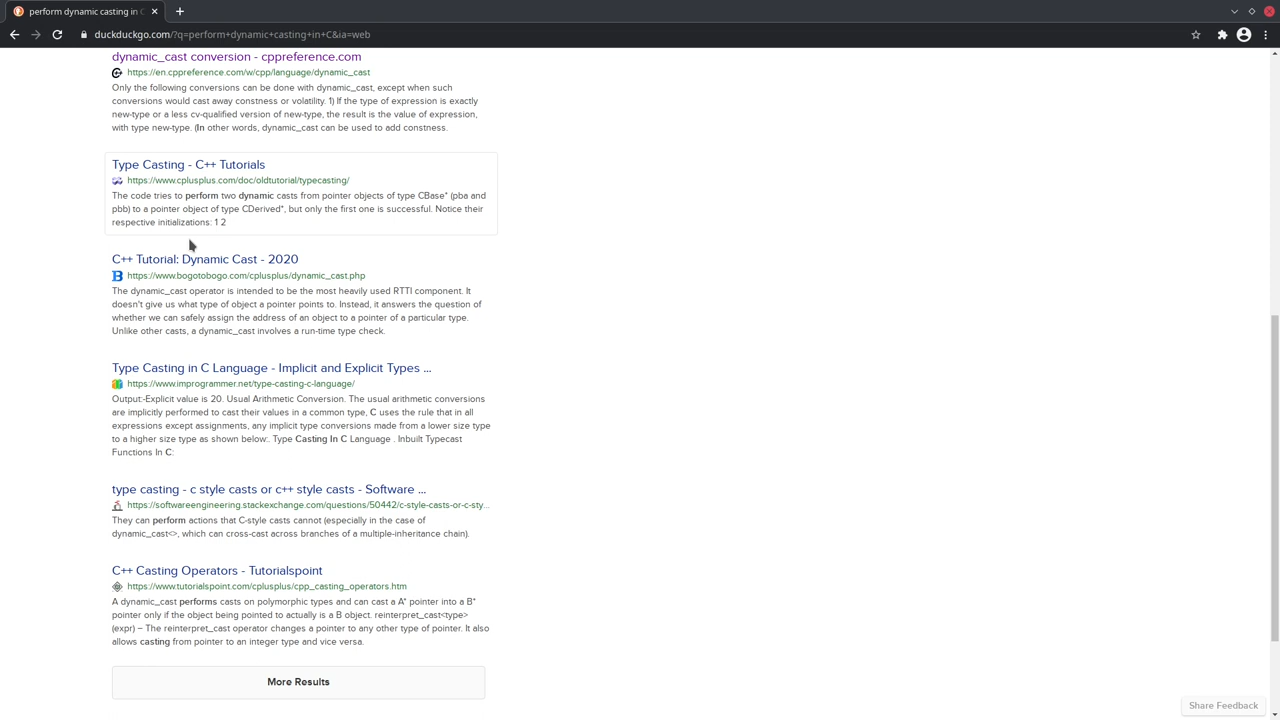 perform dynamic casting in C
duckduckgo.com/?q=perform+dynamic+casting+in+C&ia=web
dynamic_cast conversion - cppreference.com
https://en.cppreference.com/w/cpp/language/dynamic_cast
Only the following conversions can be done with dynamic_cast, except when such
conversions would cast away constness or volatility. 1) If the type of expression is exactly
new-type or a less cv-qualified version of new-type, the result is the value of expression,
with type new-type. (In other words, dynamic_cast can be used to add constness.
Type Casting - C++ Tutorials
https://www.cplusplus.com/doc/oldtutorial/typecasting/
The code tries to perform two dynamic casts from pointer objects of type CBase* (pba and
pbb) to a pointer object of type CDerived*, but only the first one is successful. Notice their
respective initializations: 1 2
C++ Tutorial: Dynamic Cast - 2020
https://www.bogotobogo.com/cplusplus/dynamic_cast.php
The dynamic_cast operator is intended to be the most heavily used RTTI component. It
doesn't give us what type of object a pointer points to. Instead, it answers the question of
whether we can safely assign the address of an object to a pointer of a particular type.
Unlike other casts, a dynamic_cast involves a run-time type check.
Type Casting in C Language - Implicit and Explicit Types ...
https://www.improgrammer.net/type-casting-c-language/
Output:-Explicit value is 20. Usual Arithmetic Conversion. The usual arithmetic conversions
are implicitly performed to cast their values in a common type, C uses the rule that in all
expressions except assignments, any implicit type conversions made from a lower size type
to a higher size type as shown below:. Type Casting In C Language . Inbuilt Typecast
Functions In C:
type casting - c style casts or c++ style casts - Software ...
https://softwareengineering.stackexchange.com/questions/50442/c-style-casts-or-c-sty...
They can perform actions that C-style casts cannot (especially in the case of
dynamic_cast<>, which can cross-cast across branches of a multiple-inheritance chain).
C++ Casting Operators - Tutorialspoint
https://www.tutorialspoint.com/cplusplus/cpp_casting_operators.htm
A dynamic_cast performs casts on polymorphic types and can cast a A* pointer into a B*
pointer only if the object being pointed to actually is a B object. reinterpret_cast<type>
(expr) − The reinterpret_cast operator changes a pointer to any other type of pointer. It also
allows casting from pointer to an integer type and vice versa.
More Results
Share Feedback